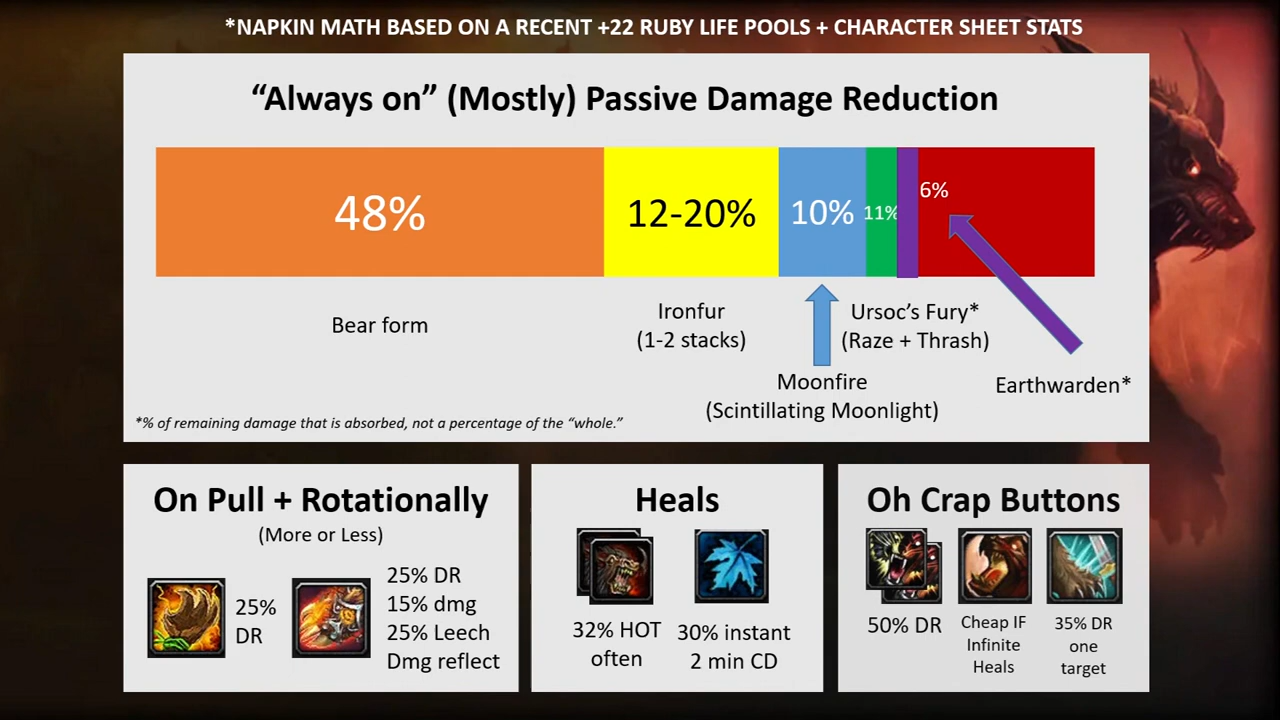 *NAPKIN MATH BASED ON A RECENT +22 RUBY LIFE POOLS + CHARACTER SHEET STATS
“Always on” (Mostly) Passive Damage Reduction
48%
12-20%
10%
11%
6%
Bear form
Ironfur
(1-2 stacks)
Ursoc’s Fury*
(Raze + Thrash)
Moonfire
(Scintillating Moonlight)
Earthwarden*
*% of remaining damage that is absorbed, not a percentage of the “whole.”
On Pull + Rotationally
(More or Less)
25%
DR
25% DR
15% dmg
25% Leech
Dmg reflect
Heals
32% HOT
often
30% instant
2 min CD
Oh Crap Buttons
50% DR
Cheap IF
Infinite
Heals
35% DR
one
target